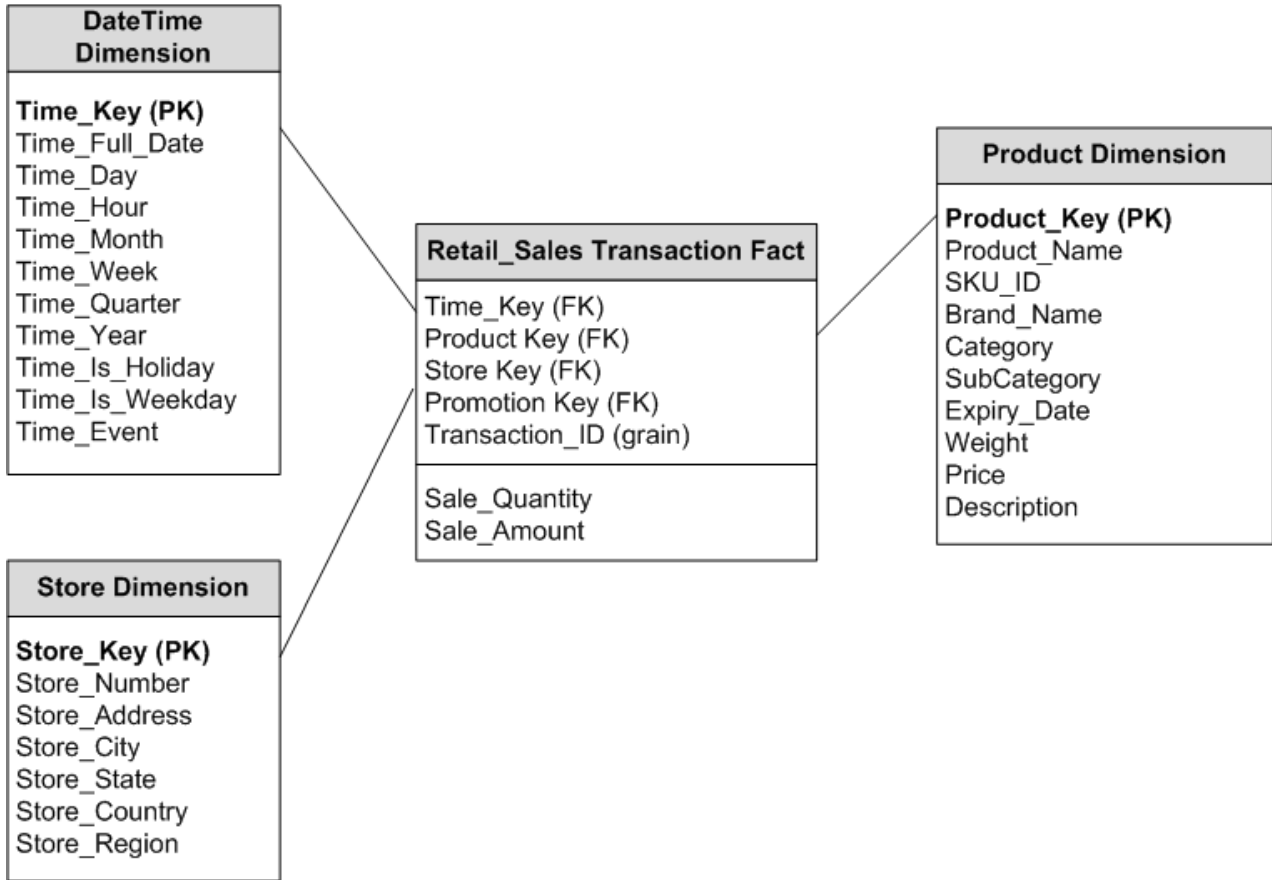 DateTime
Dimension
Time_Key (PK)
Time_Full_Date
Time_Day
Time_Hour
Time_Month
Time_Week
Time_Quarter
Time_Year
Time_Is_Holiday
Time_Is_Weekday
Time_Event
Retail_Sales Transaction Fact
Time_Key (FK)
Product Key (FK)
Store Key (FK)
Promotion Key (FK)
Transaction_ID (grain)
Sale_Quantity
Sale_Amount
Product Dimension
Product_Key (PK)
Product_Name
SKU_ID
Brand_Name
Category
SubCategory
Expiry_Date
Weight
Price
Description
Store Dimension
Store_Key (PK)
Store_Number
Store_Address
Store_City
Store_State
Store_Country
Store_Region